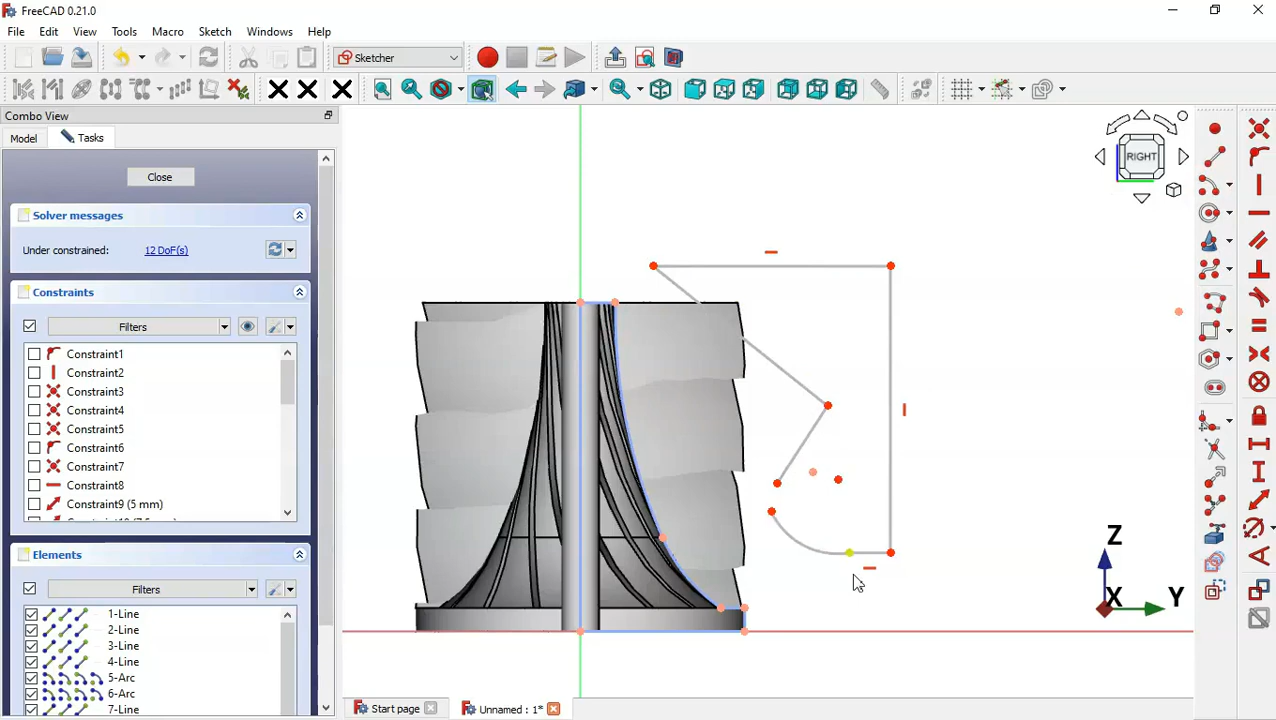 FreeCAD 0.21.0
File Edit View Tools Macro Sketch Windows Help
Sketcher
Combo View
RIGHT
Model Tasks
Close
Solver messages
Under constrained: 12 DoF(s)
Constraints
Filters
Constraint1
Constraint2
Constraint3
Constraint4
Constraint5
Constraint6
Constraint7
Constraint8
Constraint9 (5 mm)
Elements
Filters
1-Line
2-Line
3-Line
4-Line
5-Arc
6-Arc
7-Line
Z
X Y
Start page Unnamed : 1*